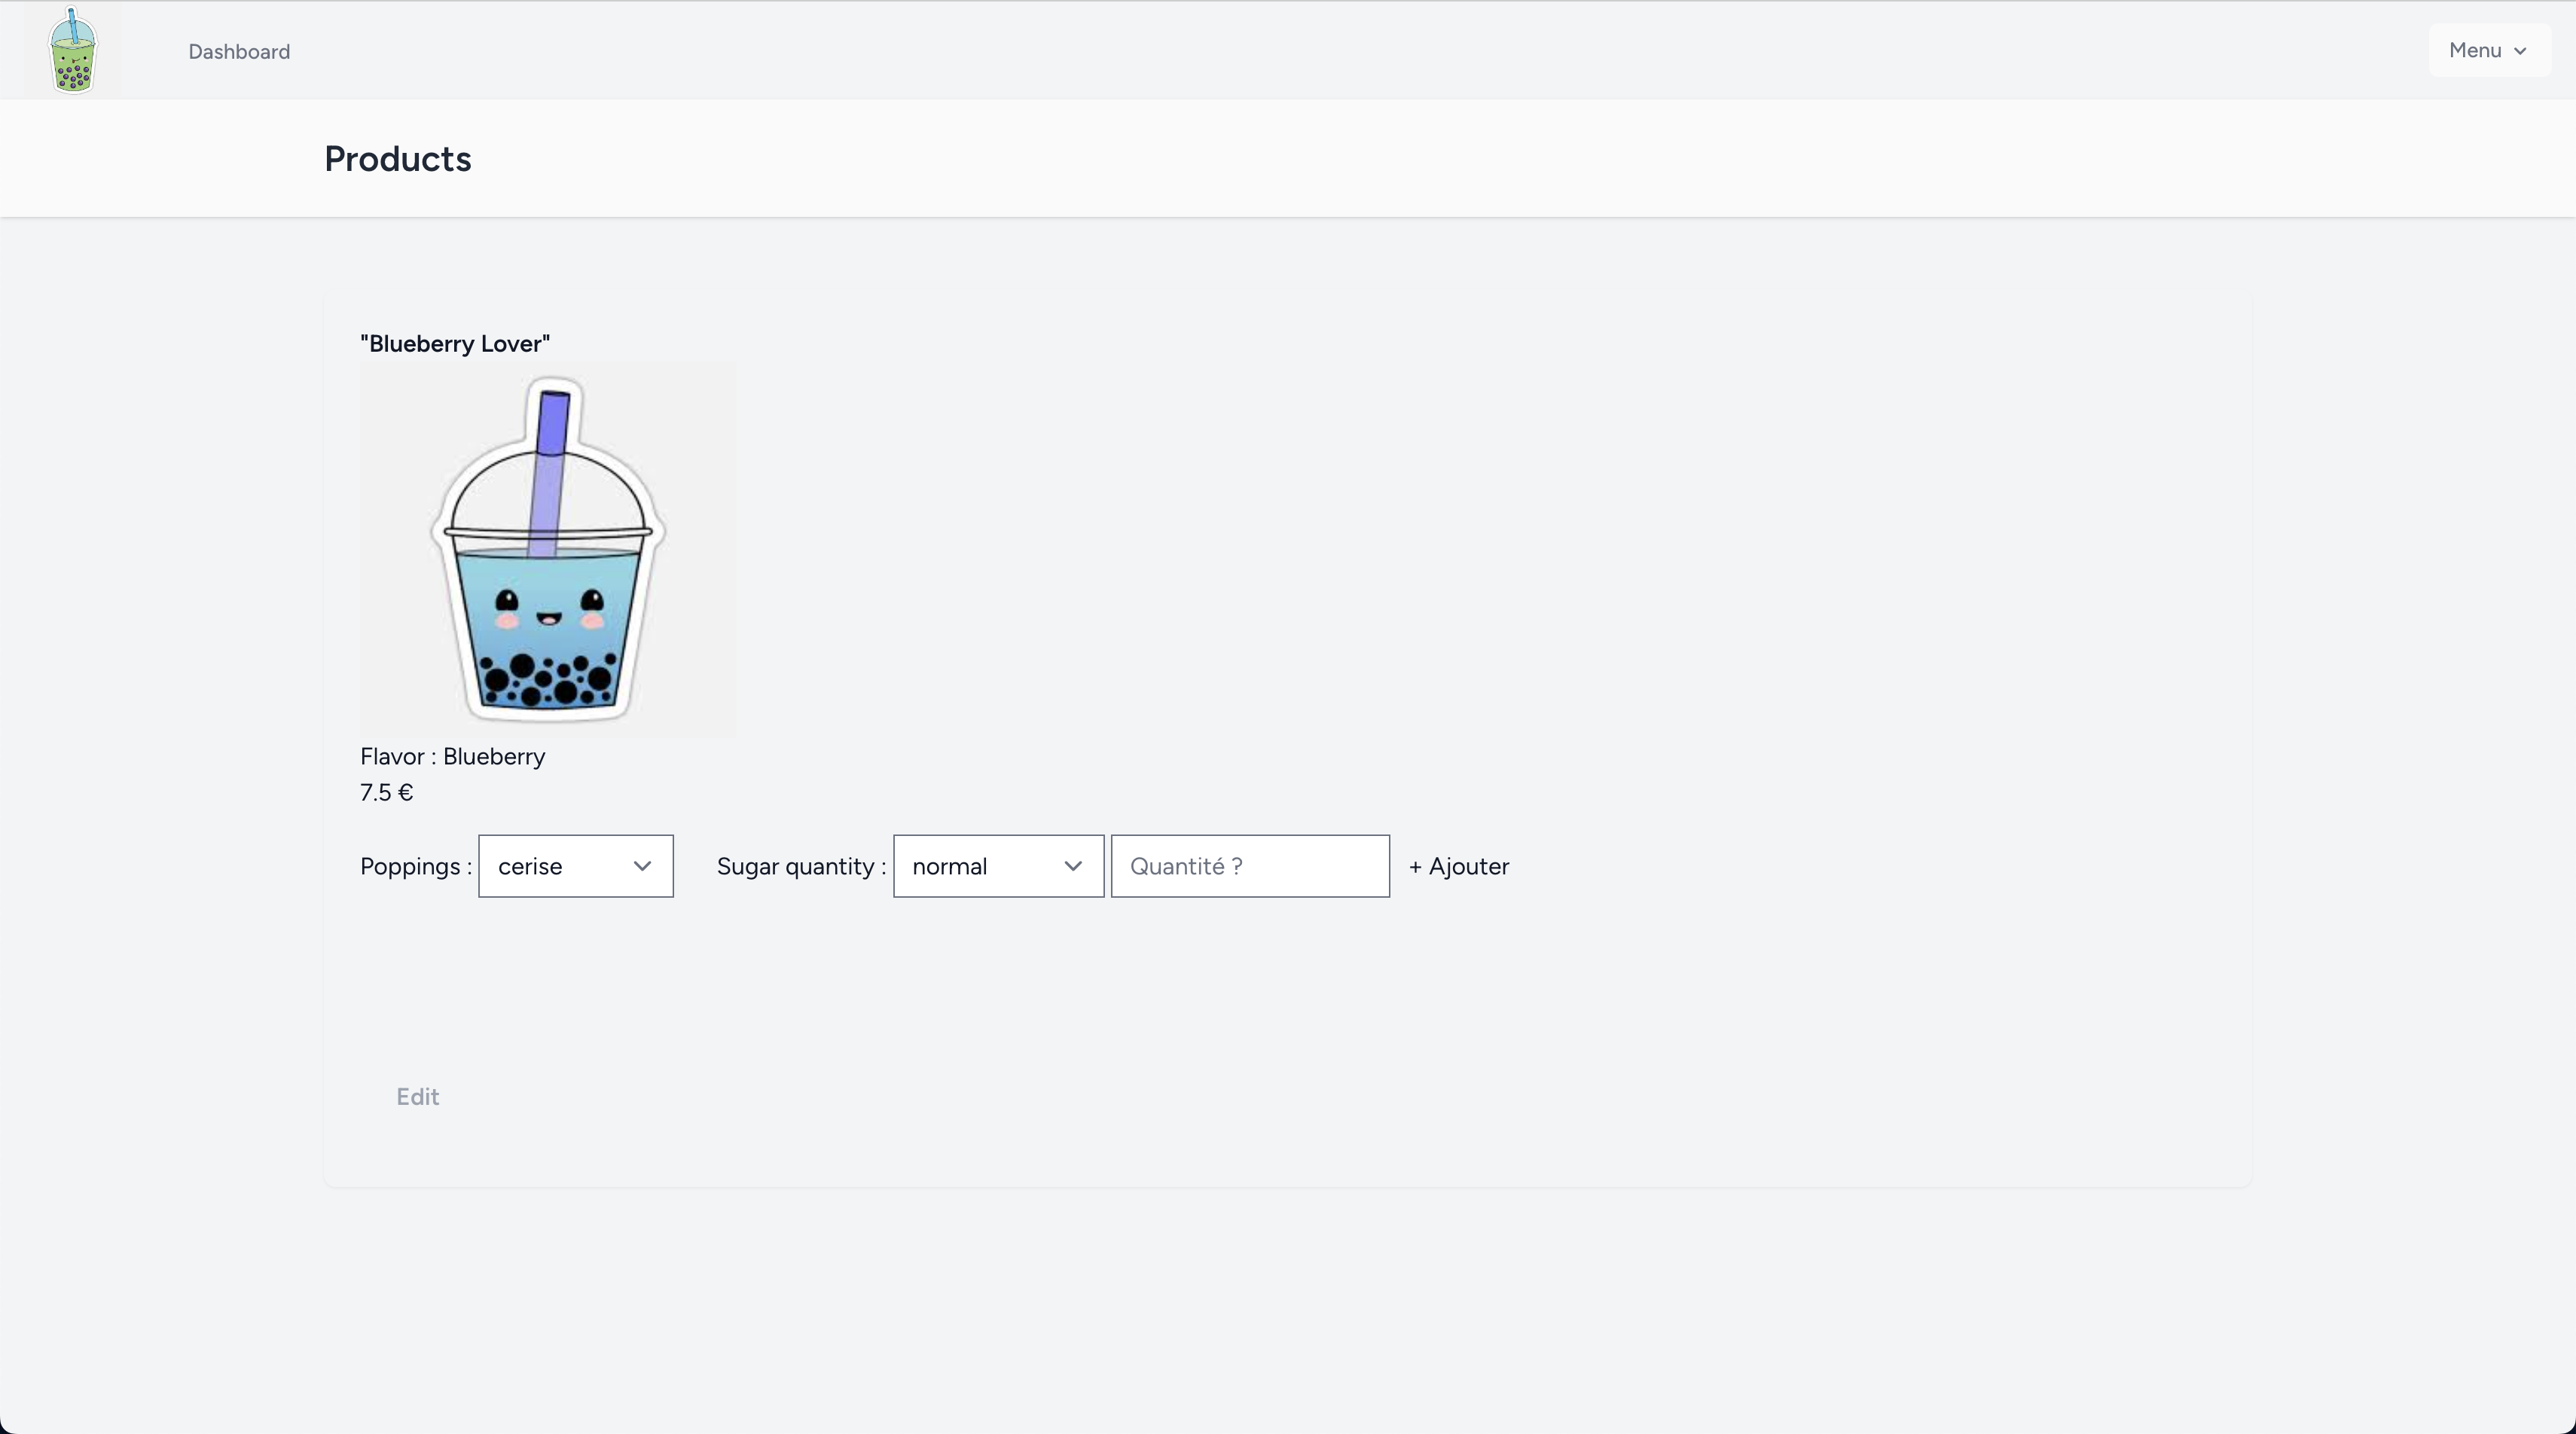 Dashboard
Menu
Products
"Blueberry Lover"
Flavor : Blueberry
7.5 €
Poppings : cerise Sugar quantity : normal Quantité ? + Ajouter
Edit